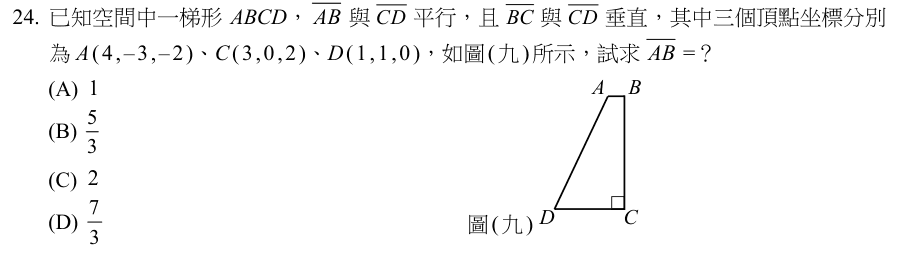 24. 已知空間中一梯形 ABCD，$\overline{AB}$ 與 $\overline{CD}$ 平行，且 $\overline{BC}$ 與 $\overline{CD}$ 垂直，其中三個頂點坐標分別
為 A(4,−3,−2)、C(3,0,2)、D(1,1,0)，如圖(九)所示，試求 $\overline{AB}$ =？
(A) 1
(B) $\frac{5}{3}$
(C) 2
(D) $\frac{7}{3}$
A B
D C
圖(九)